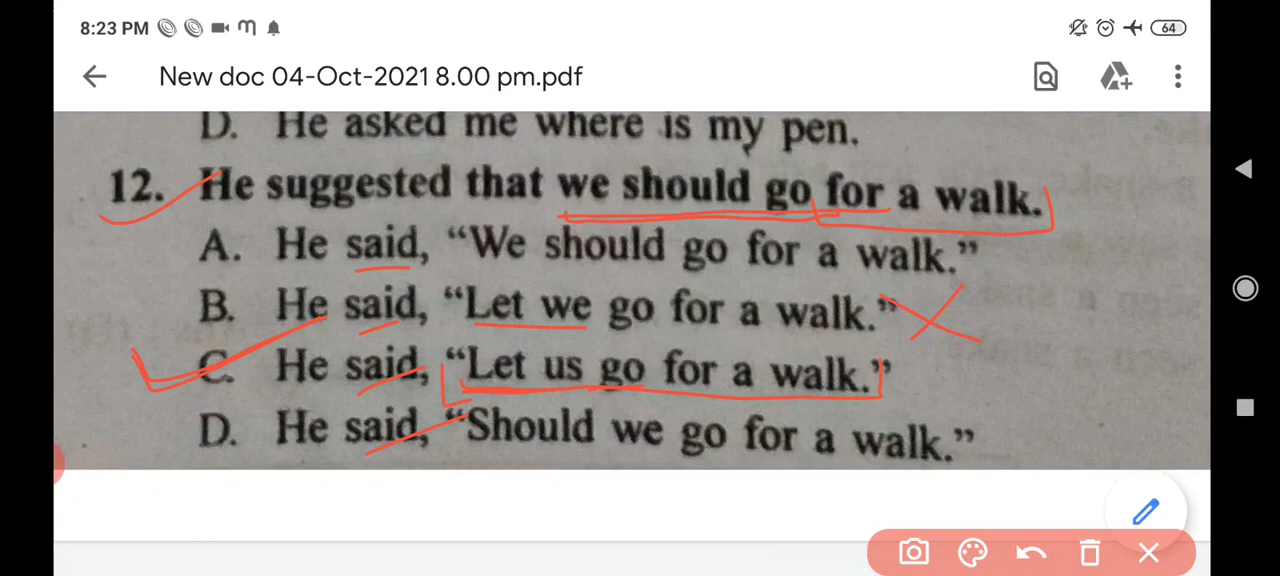 8:23 PM 64
New doc 04-Oct-2021 8.00 pm.pdf
D. He asked me where is my pen.
12. He suggested that we should go for a walk.
A. He said, “We should go for a walk.”
B. He said, “Let we go for a walk.”
C. He said, “Let us go for a walk.”
D. He said, “Should we go for a walk.”